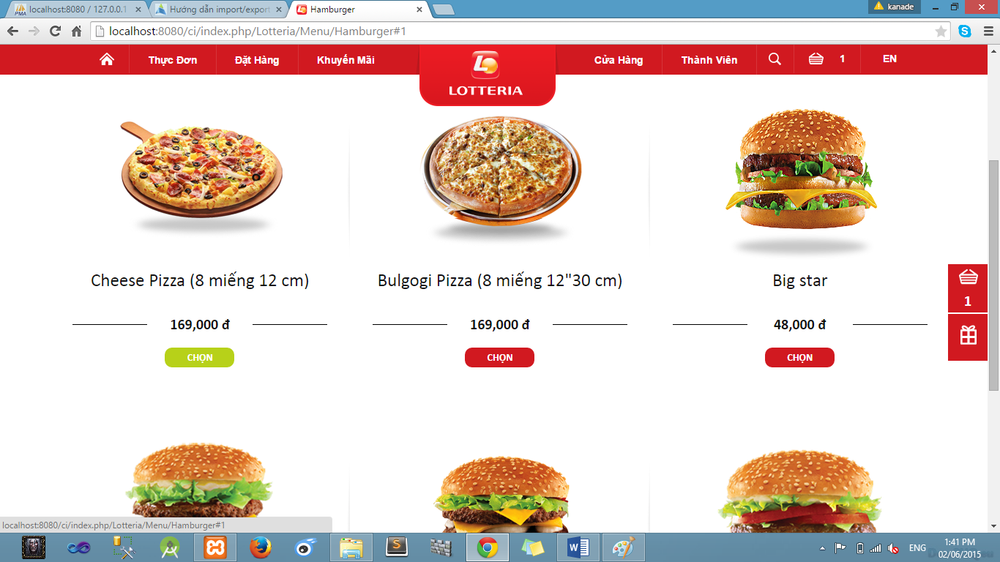 localhost:8080 / 127.0.0.1
Hướng dẫn import/export
Hamburger
kanade
localhost:8080/ci/index.php/Lotteria/Menu/Hamburger#1
Thực Đơn
Đặt Hàng
Khuyến Mãi
LOTTERIA
Cửa Hàng
Thành Viên
1
EN
Cheese Pizza (8 miếng 12 cm)
Bulgogi Pizza (8 miếng 12"30 cm)
Big star
1
169,000 đ
169,000 đ
48,000 đ
CHỌN
CHỌN
CHỌN
localhost:8080/ci/index.php/Lotteria/Menu/Hamburger#1
ENG
1:41 PM
02/06/2015